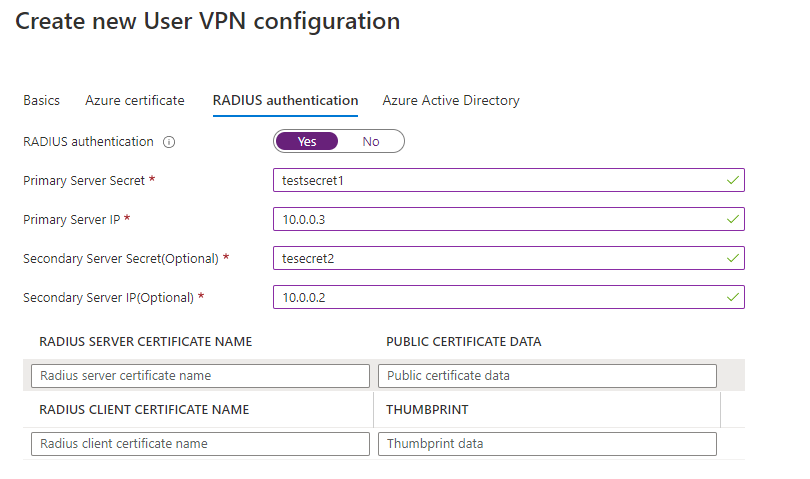 Create new User VPN configuration
Basics Azure certificate RADIUS authentication Azure Active Directory
RADIUS authentication Yes No
Primary Server Secret * testsecret1
Primary Server IP * 10.0.0.3
Secondary Server Secret(Optional) * tesecret2
Secondary Server IP(Optional) * 10.0.0.2
RADIUS SERVER CERTIFICATE NAME PUBLIC CERTIFICATE DATA
Radius server certificate name Public certificate data
RADIUS CLIENT CERTIFICATE NAME THUMBPRINT
Radius client certificate name Thumbprint data